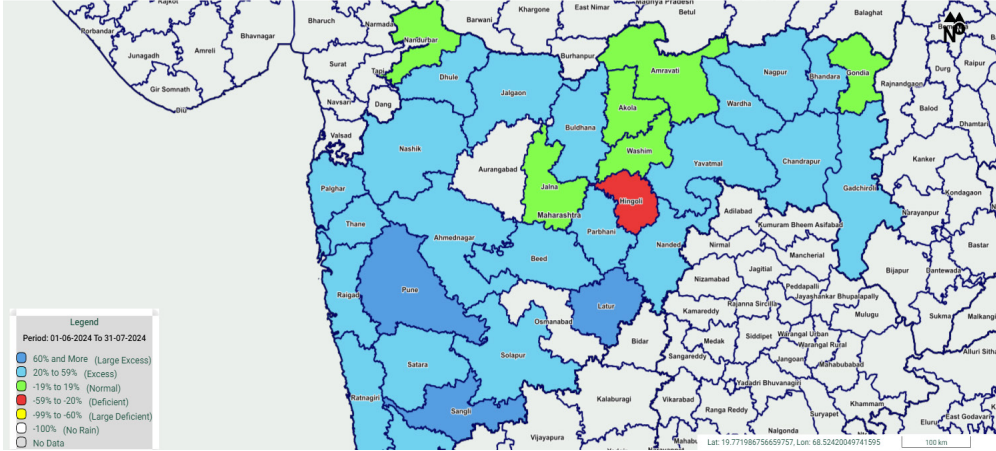 Rajkot
Madhya Pradesh
Porbandar
Bharuch
Narmada
Barwani
Khargone
East Nimar
Betul
Balaghat
Junagadh
Amreli
Bhavnagar
Nandurbar
N
Surat
Tapi
Burhanpur
Amravati
Durg
Raipur
Gir Somnath
Dhule
Jalgaon
Nagpur
Bhandara
Gondia
Rajnandgaon
Diu
Navsari
Dang
Akola
Wardha
Balod
Valsad
Buldhana
Dhamtari
Nashik
Washim
Aurangabad
Yavatmal
Chandrapur
Kanker
Palghar
Jalna
Hingoli
Gadchiroli
Kondagaon
Maharashtra
Adilabad
Narayanpur
Thane
Ahmednagar
Parbhani
Kumuram Bheem Asifabad
Nanded
Nirmal
Bastar
Beed
Mancherial
Jagitial
Bijapur
Dantewada
Pune
Nizamabad
Peddapalli
Raigad
Latur
Kamareddy
Rajanna Sircilla
Jayashankar Bhupalapally
Mulugu
Sukma
Malkangi
Osmanabad
Legend
Period: 01-06-2024 To 31-07-2024
60% and More (Large Excess)
20% to 59% (Excess)
-19% to 19% (Normal)
-59% to -20% (Deficient)
-99% to -60% (Large Deficient)
-100% (No Rain)
No Data
Bidar
Medak
Siddipet
Warangal Urban
Warangal Rural
Solapur
Sangareddy
Jangoan
Mahabubabad
Alluri Sitha
Satara
Yadadri Bhuvanagiri
Ratnagiri
Kalaburagi
Vikarabad
Ranga Reddy
Khammam
Sangli
Suryapet
East Godavari
Eluru
Nalgonda
Vijayapura
Mahabu
Lat: 19.771986756659757, Lon: 68.52420049741595
100 km